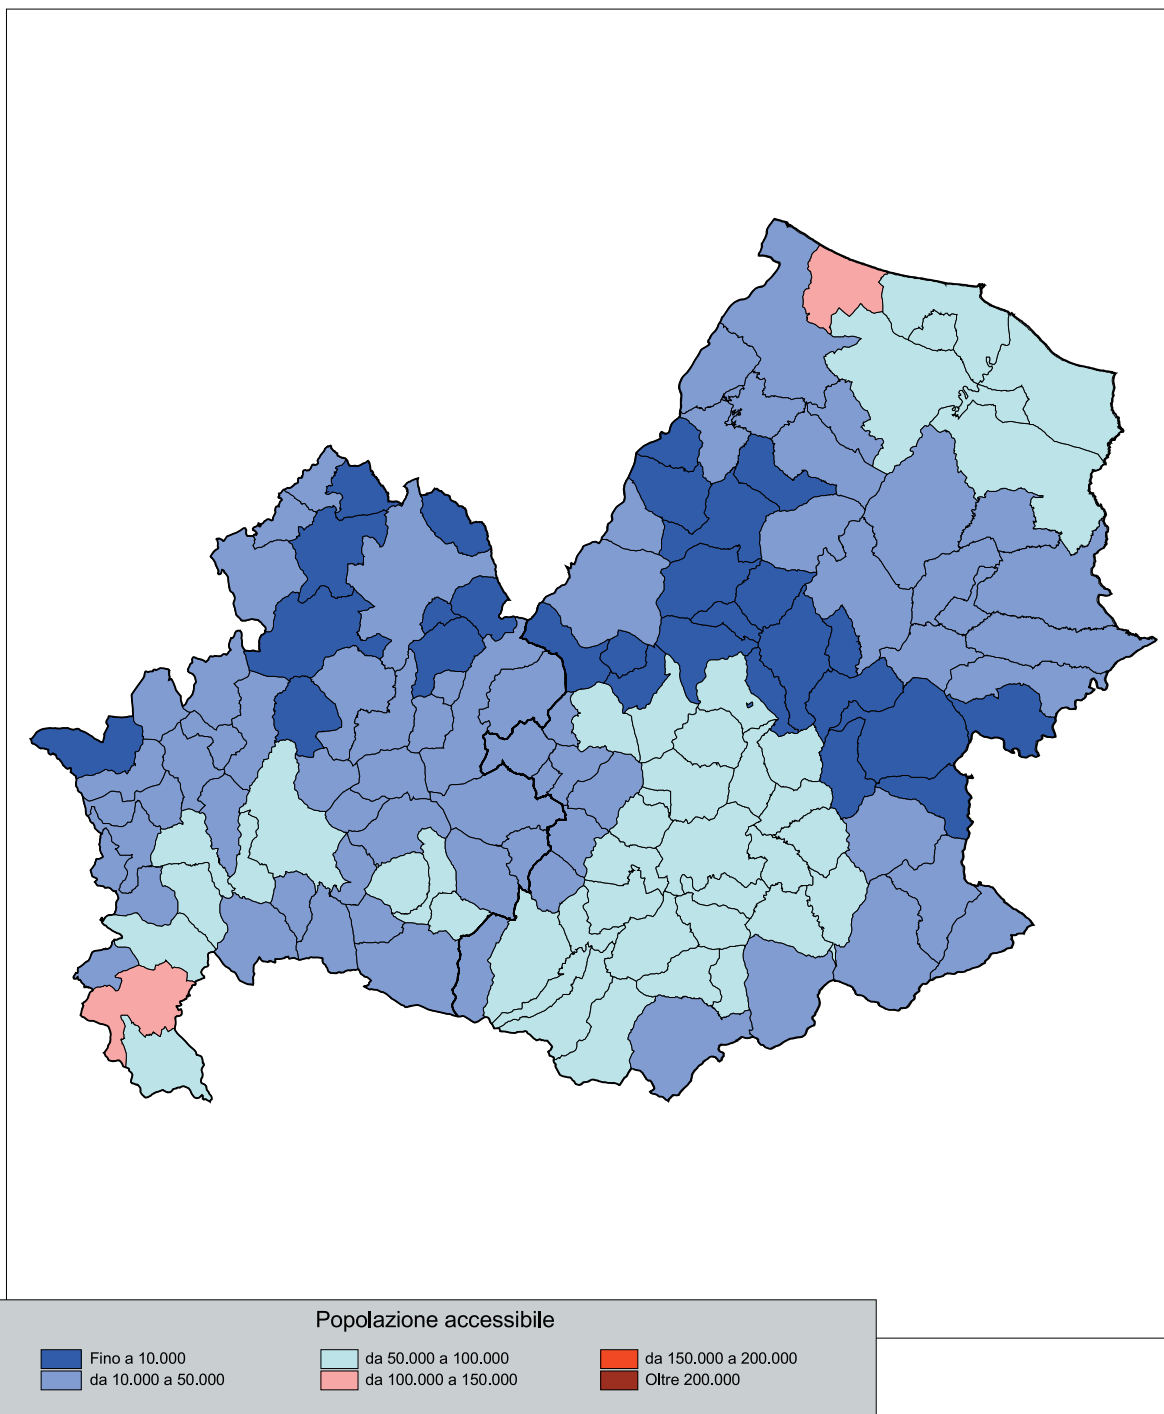 Popolazione accessibile
Fino a 10.000
da 10.000 a 50.000
da 50.000 a 100.000
da 100.000 a 150.000
da 150.000 a 200.000
Oltre 200.000